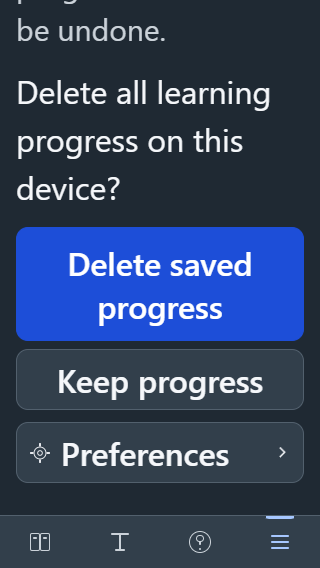 be undone.
Delete all learning
progress on this
device?
Delete saved
progress
Keep progress
Preferences